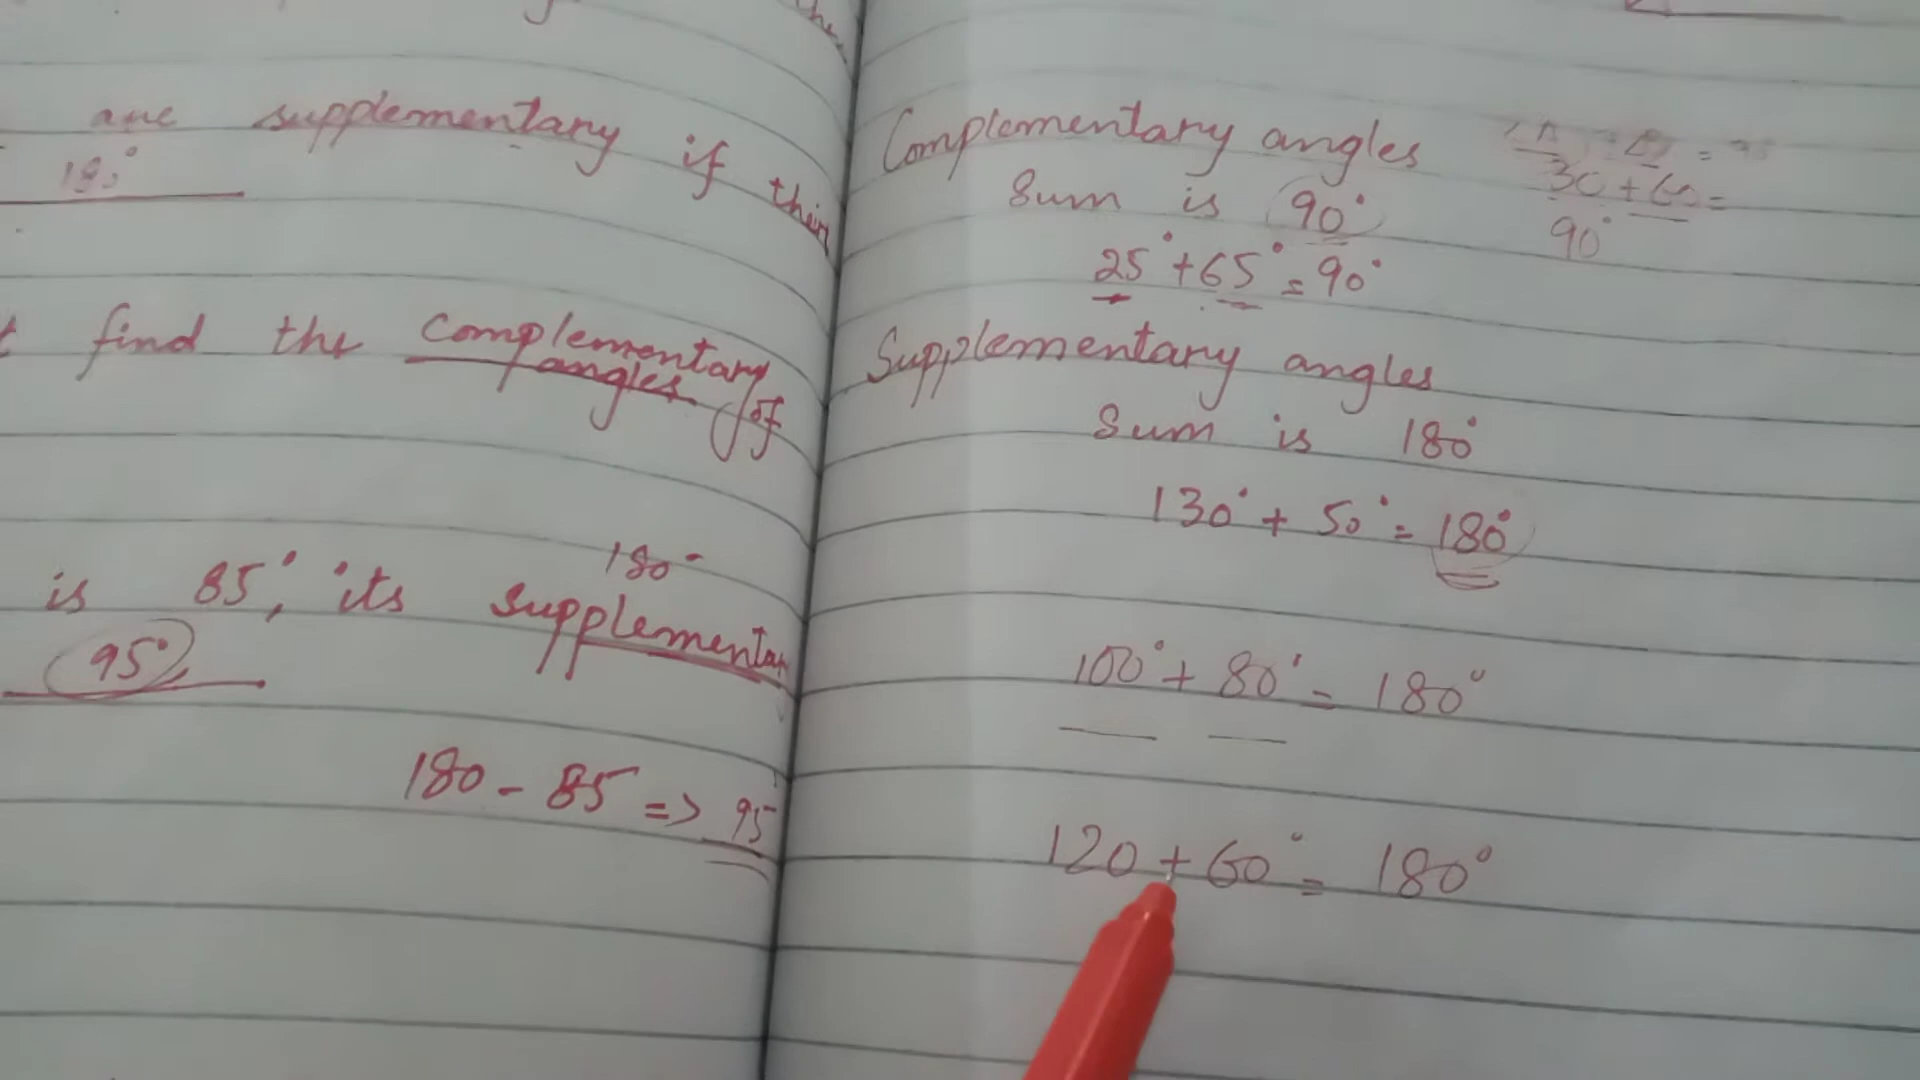 are supplementary if their
180°
t find the complementary
angles of
180°
is 85°, its supplementar
95°
180 - 85 => 95
Complementary angles
Sum is 90°
30 + 60 =
90°
25° + 65° = 90°
Supplementary angles
Sum is 180°
130° + 50° = 180°
100° + 80° = 180°
120 + 60° = 180°